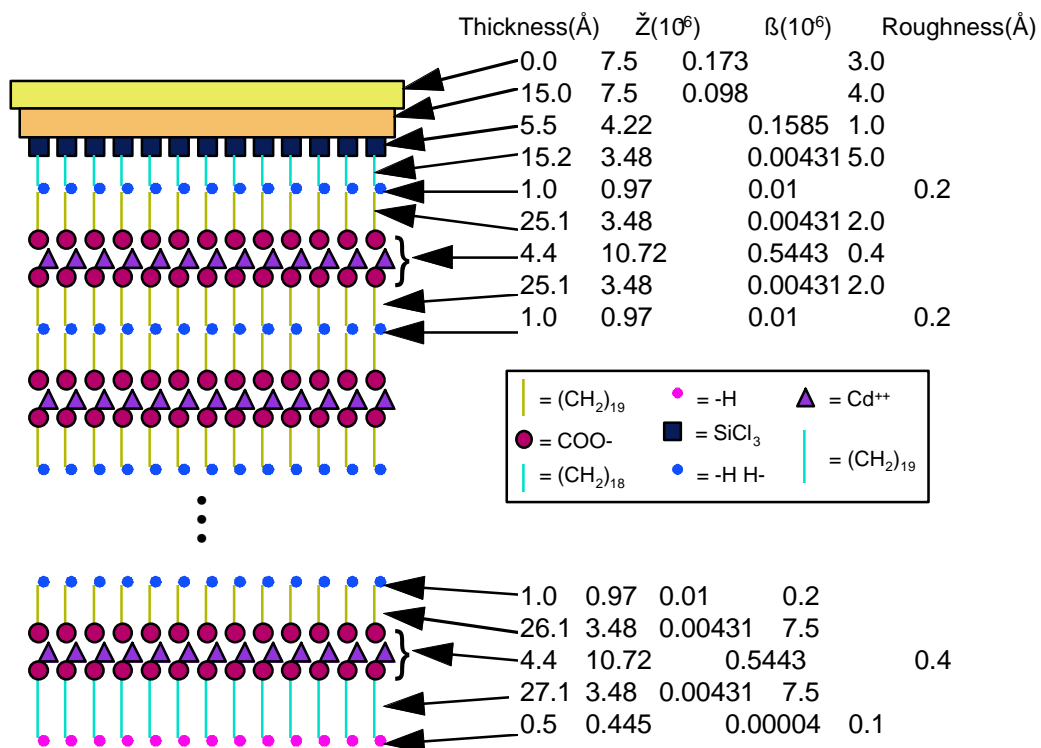 Thickness(Å) Ž(10⁻⁶) ß(10⁻⁶) Roughness(Å)
0.0 7.5 0.173 3.0
15.0 7.5 0.098 4.0
5.5 4.22 0.1585 1.0
15.2 3.48 0.00431 5.0
1.0 0.97 0.01 0.2
25.1 3.48 0.00431 2.0
4.4 10.72 0.5443 0.4
25.1 3.48 0.00431 2.0
1.0 0.97 0.01 0.2
= (CH₂)₁₉ = -H = Cd⁺⁺
= COO- = SiCl₃
= (CH₂)₁₈ = -H H- = (CH₂)₁₉
1.0 0.97 0.01 0.2
26.1 3.48 0.00431 7.5
4.4 10.72 0.5443 0.4
27.1 3.48 0.00431 7.5
0.5 0.445 0.00004 0.1